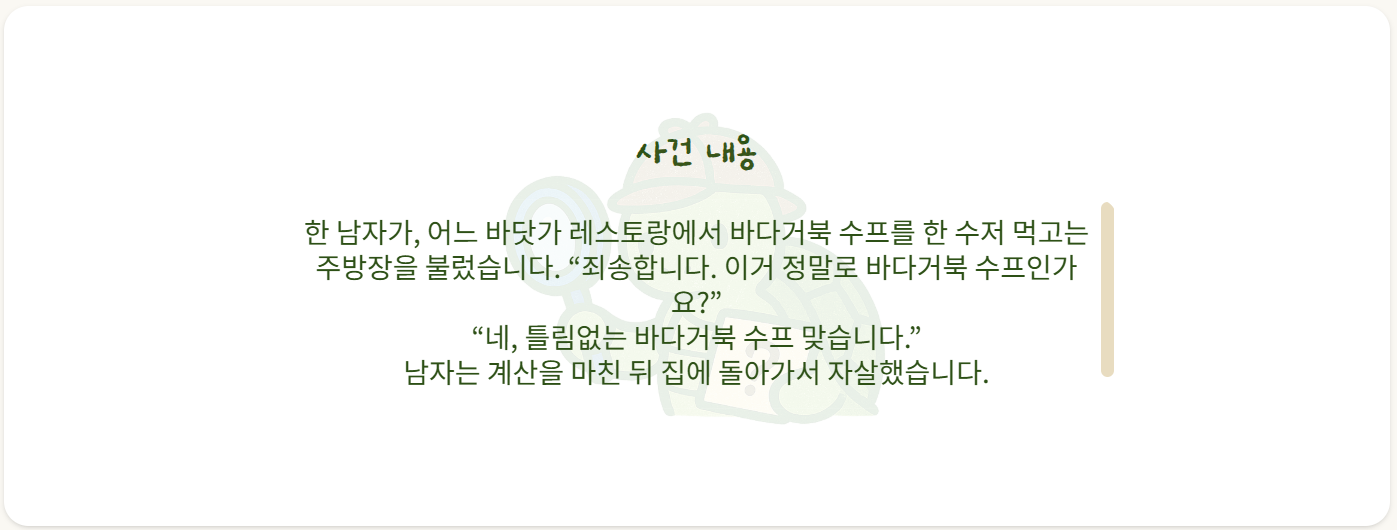 사건 내용
한 남자가, 어느 바닷가 레스토랑에서 바다거북 수프를 한 수저 먹고는
주방장을 불렀습니다. “죄송합니다. 이거 정말로 바다거북 수프인가
요?”
“네, 틀림없는 바다거북 수프 맞습니다.”
남자는 계산을 마친 뒤 집에 돌아가서 자살했습니다.